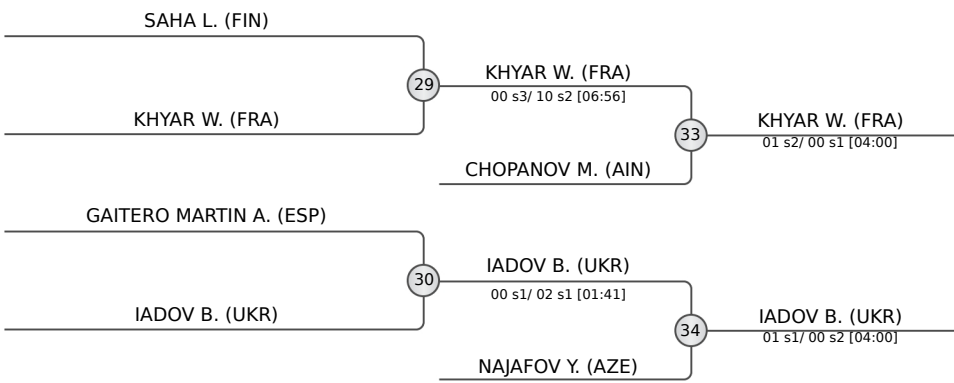 SAHA L. (FIN)
29
KHYAR W. (FRA)
KHYAR W. (FRA)
00 s3/ 10 s2 [06:56]
33
CHOPANOV M. (AIN)
KHYAR W. (FRA)
01 s2/ 00 s1 [04:00]
GAITERO MARTIN A. (ESP)
30
IADOV B. (UKR)
IADOV B. (UKR)
00 s1/ 02 s1 [01:41]
34
NAJAFOV Y. (AZE)
IADOV B. (UKR)
01 s1/ 00 s2 [04:00]